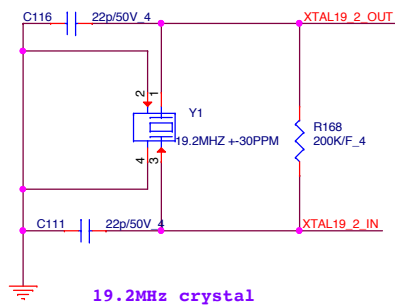 C116 22p/50V_4 XTAL19_2_OUT
2 1
Y1
19.2MHZ +-30PPM
R168
200K/F_4
4 3
C111 22p/50V_4 XTAL19_2_IN
19.2MHz crystal